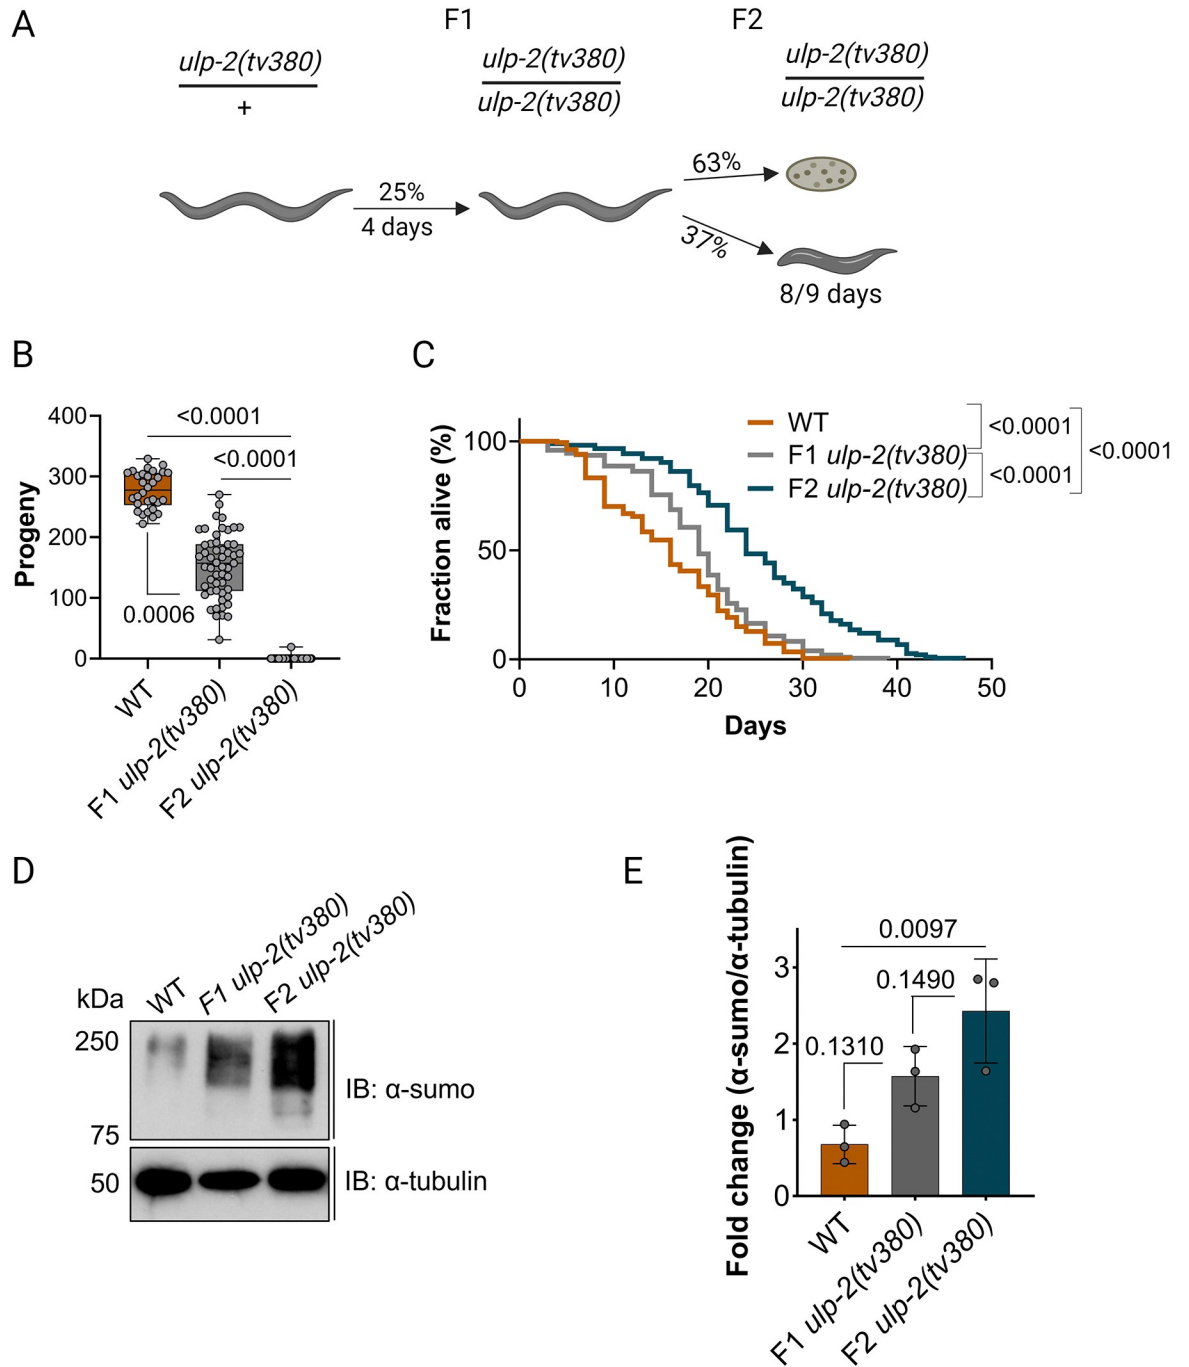 A
F1
F2
ulp-2(tv380)
+
ulp-2(tv380)
ulp-2(tv380)
ulp-2(tv380)
ulp-2(tv380)
25%
4 days
63%
37%
8/9 days
B
Progeny
400
300
200
100
0
<0.0001
<0.0001
0.0006
WT
F1 ulp-2(tv380)
F2 ulp-2(tv380)
C
Fraction alive (%)
100
50
0
0 10 20 30 40 50
Days
WT
F1 ulp-2(tv380)
F2 ulp-2(tv380)
<0.0001
<0.0001
<0.0001
D
kDa
WT
F1 ulp-2(tv380)
F2 ulp-2(tv380)
250
75
50
IB: α-sumo
IB: α-tubulin
E
Fold change (α-sumo/α-tubulin)
3
2
1
0
0.0097
0.1490
0.1310
WT
F1 ulp-2(tv380)
F2 ulp-2(tv380)